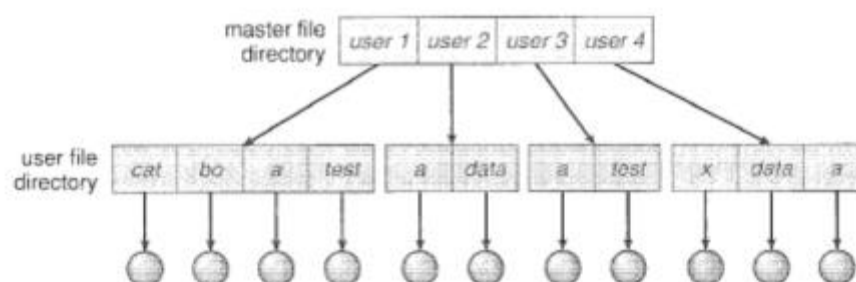 master file directory
user 1 user 2 user 3 user 4
user file directory
cat bo a test a data a test x data a